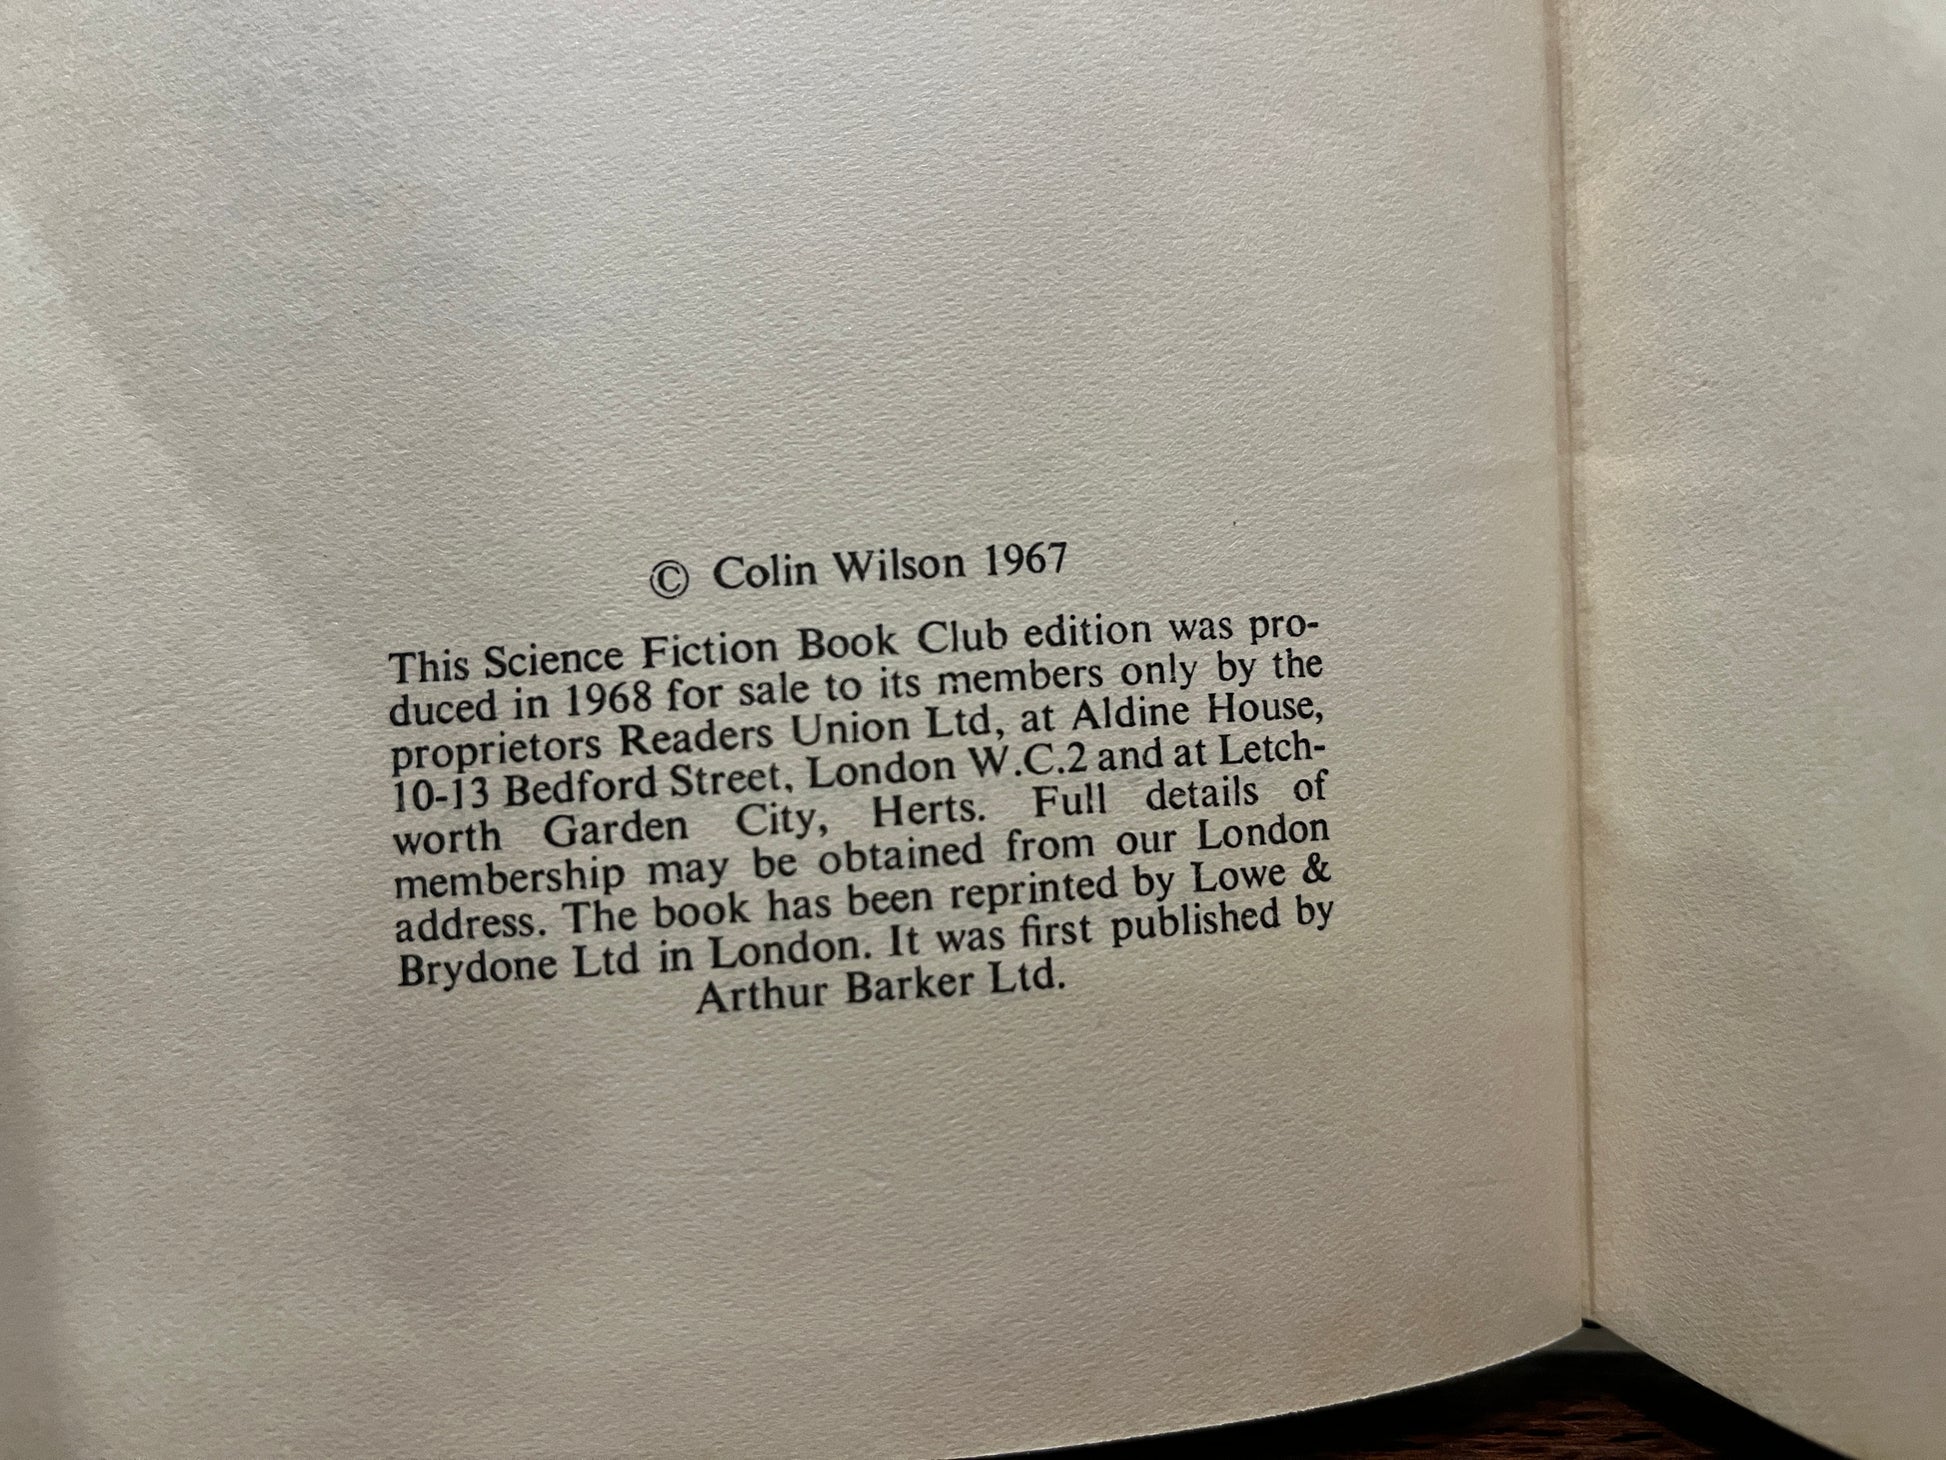 © Colin Wilson 1967
This Science Fiction Book Club edition was pro-
duced in 1968 for sale to its members only by the
proprietors Readers Union Ltd, at Aldine House,
10-13 Bedford Street, London W.C.2 and at Letch-
worth Garden City, Herts. Full details of
membership may be obtained from our London
address. The book has been reprinted by Lowe &
Brydone Ltd in London. It was first published by
Arthur Barker Ltd.